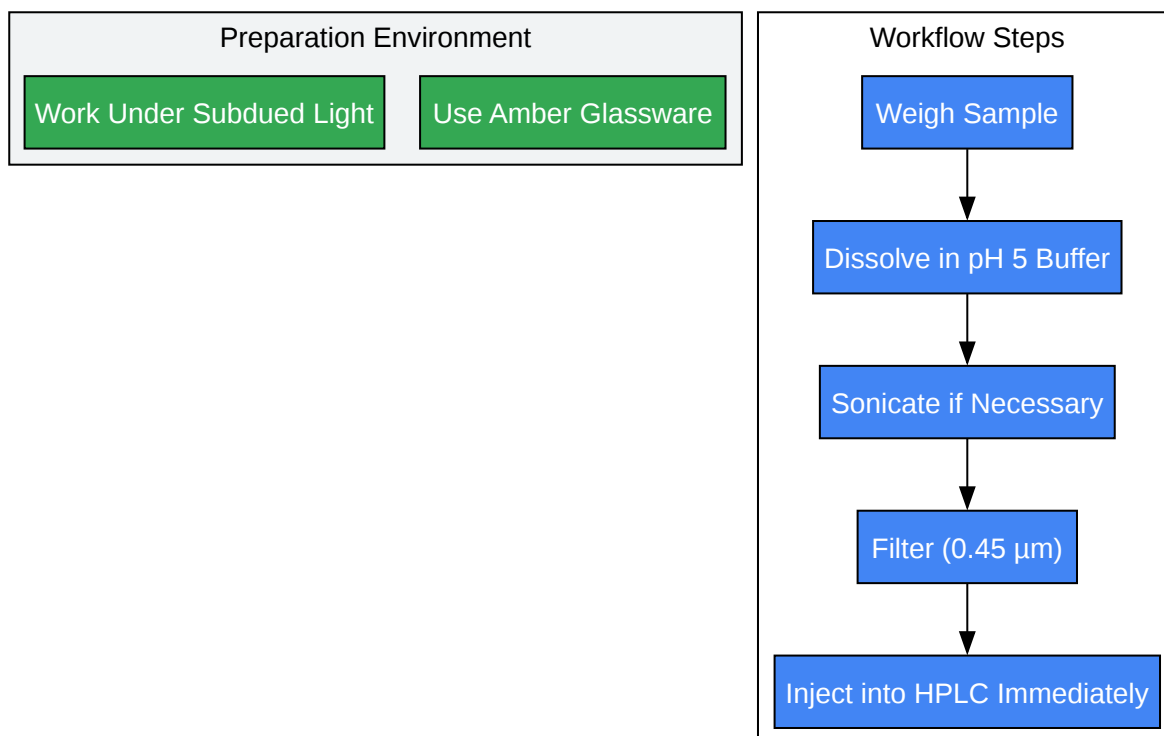 Preparation Environment
Work Under Subdued Light
Use Amber Glassware
Workflow Steps
Weigh Sample
Dissolve in pH 5 Buffer
Sonicate if Necessary
Filter (0.45 µm)
Inject into HPLC Immediately